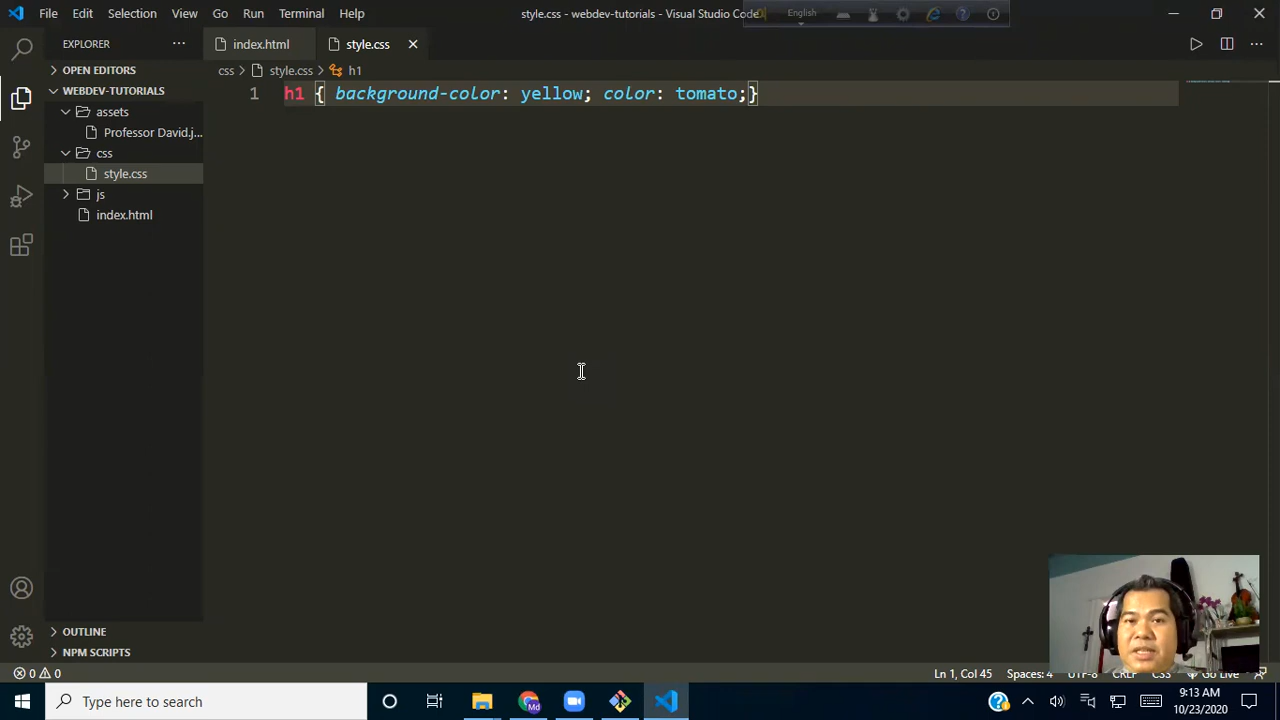 File Edit Selection View Go Run Terminal Help
style.css - webdev-tutorials - Visual Studio Code
English
EXPLORER
index.html
style.css
OPEN EDITORS
css > style.css > h1
WEBDEV-TUTORIALS
1 h1 { background-color: yellow; color: tomato;}
assets
Professor David.j...
css
style.css
js
index.html
OUTLINE
NPM SCRIPTS
0 0
Ln 1, Col 45 Spaces: 4 UTF-8 CRLF CSS Go Live
Type here to search
Md
9:13 AM
10/23/2020